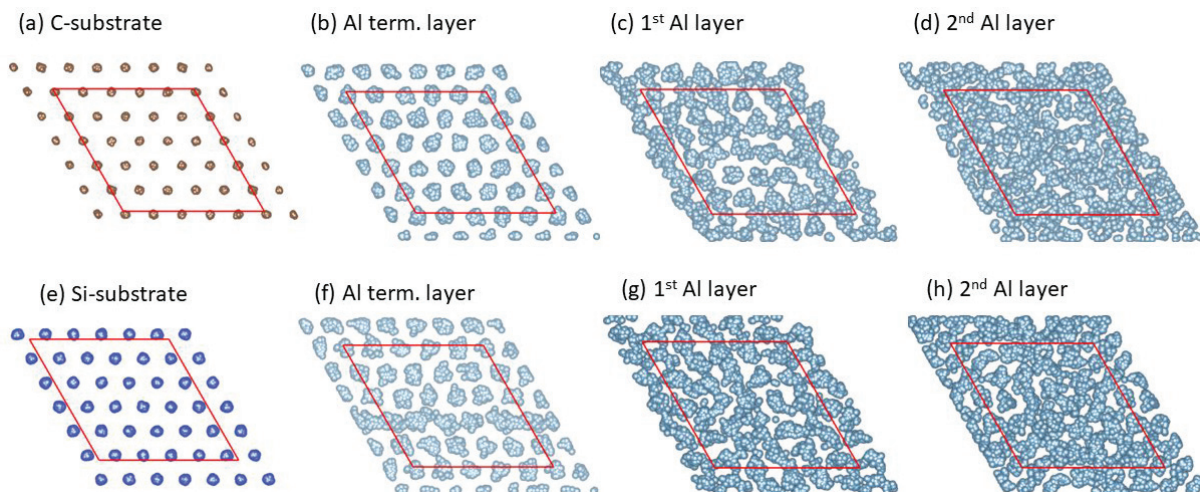 (a) C-substrate
(b) Al term. layer
(c) 1st Al layer
(d) 2nd Al layer
(e) Si-substrate
(f) Al term. layer
(g) 1st Al layer
(h) 2nd Al layer